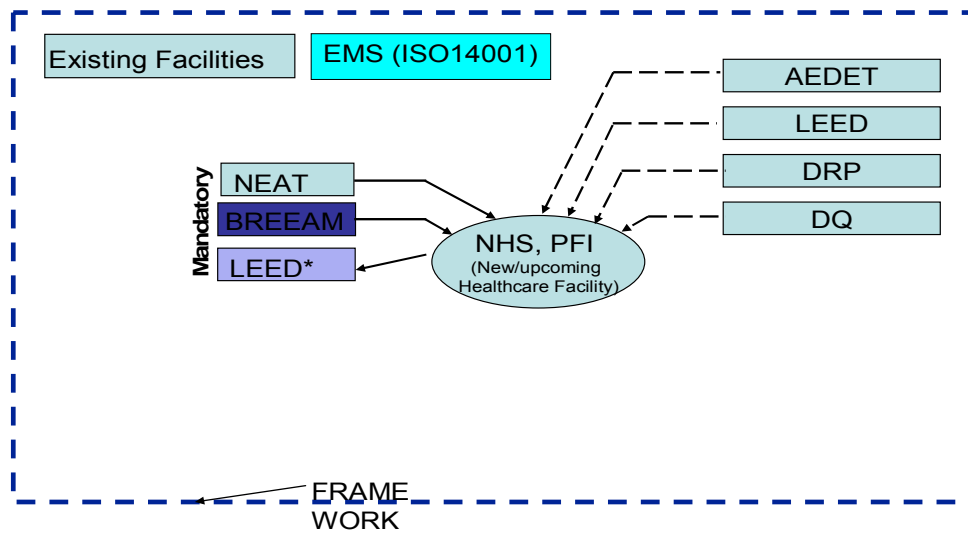 Existing Facilities
EMS (ISO14001)
AEDET
LEED
DRP
DQ
Mandatory
NEAT
BREEAM
LEED*
NHS, PFI
(New/upcoming
Healthcare Facility)
FRAME
WORK